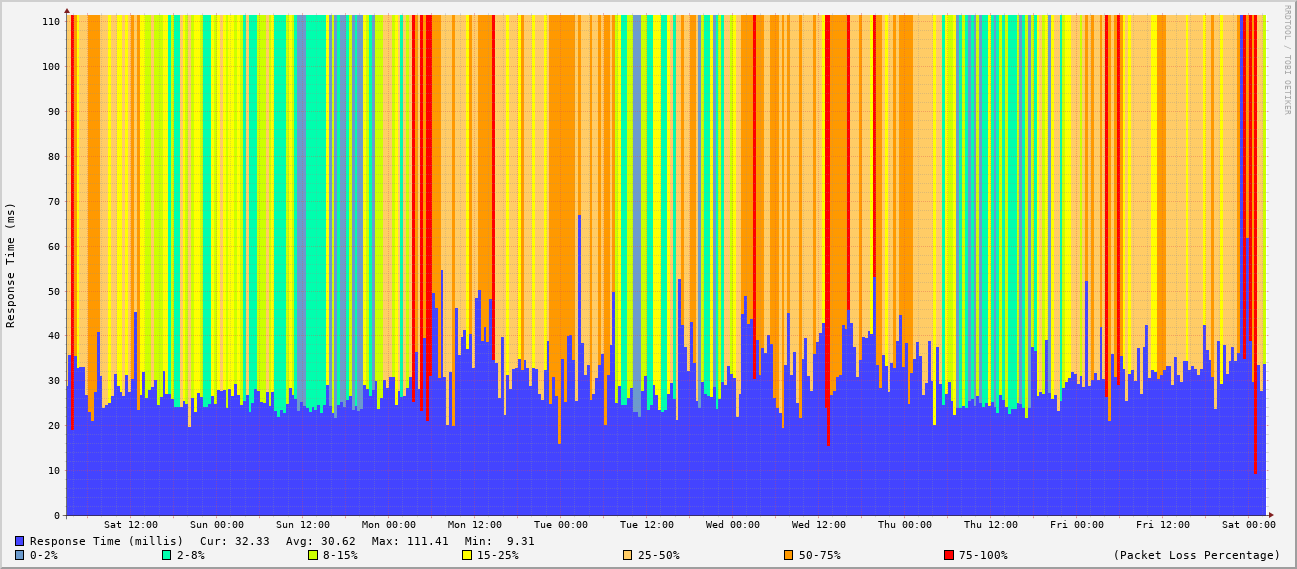 RRDTOOL / TOBI OETIKER
Response Time (ms)
110
100
90
80
70
60
50
40
30
20
10
0
Sat 12:00 Sun 00:00 Sun 12:00 Mon 00:00 Mon 12:00 Tue 00:00 Tue 12:00 Wed 00:00 Wed 12:00 Thu 00:00 Thu 12:00 Fri 00:00 Fri 12:00 Sat 00:00
Response Time (millis) Cur: 32.33 Avg: 30.62 Max: 111.41 Min: 9.31
0-2% 2-8% 8-15% 15-25% 25-50% 50-75% 75-100% (Packet Loss Percentage)